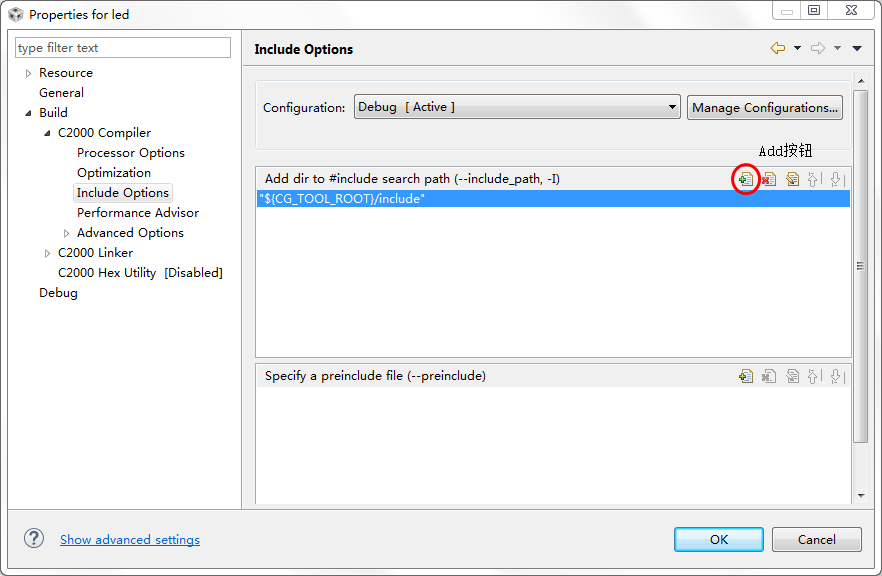 Properties for led
type filter text
Resource
General
Build
C2000 Compiler
Processor Options
Optimization
Include Options
Performance Advisor
Advanced Options
C2000 Linker
C2000 Hex Utility [Disabled]
Debug
Include Options
Configuration: Debug [ Active ] Manage Configurations...
Add按钮
Add dir to #include search path (--include_path, -I)
"${CG_TOOL_ROOT}/include"
Specify a preinclude file (--preinclude)
? Show advanced settings
OK Cancel